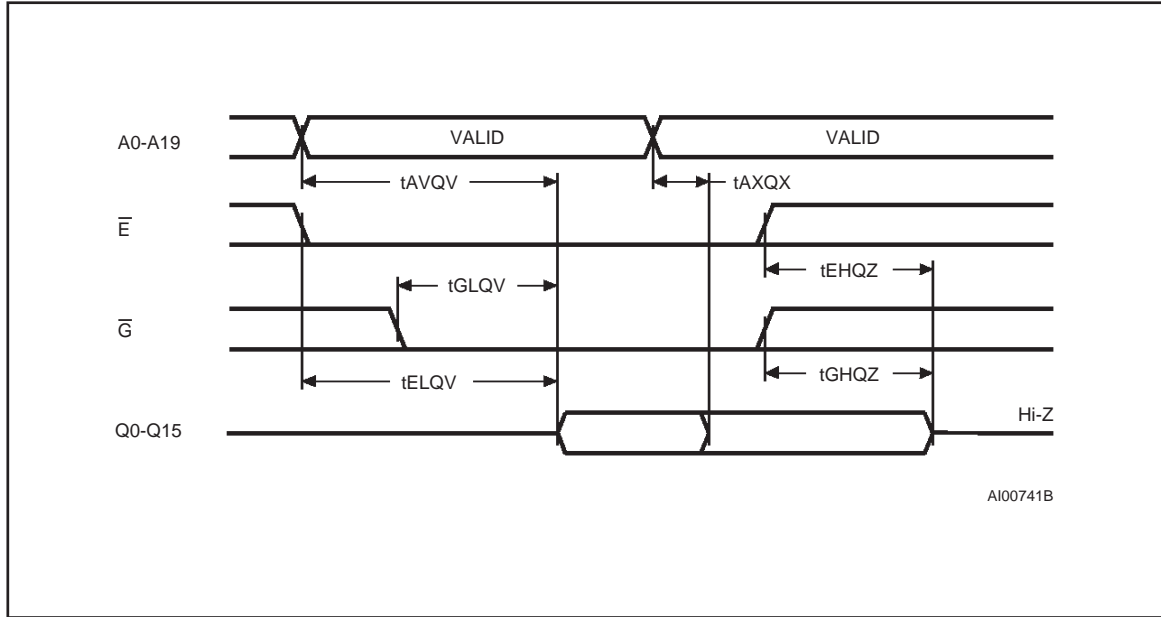 A0-A19 VALID VALID
tAVQV tAXQX
E̅
tEHQZ
tGLQV
G̅
tELQV tGHQZ
Q0-Q15 Hi-Z
AI00741B